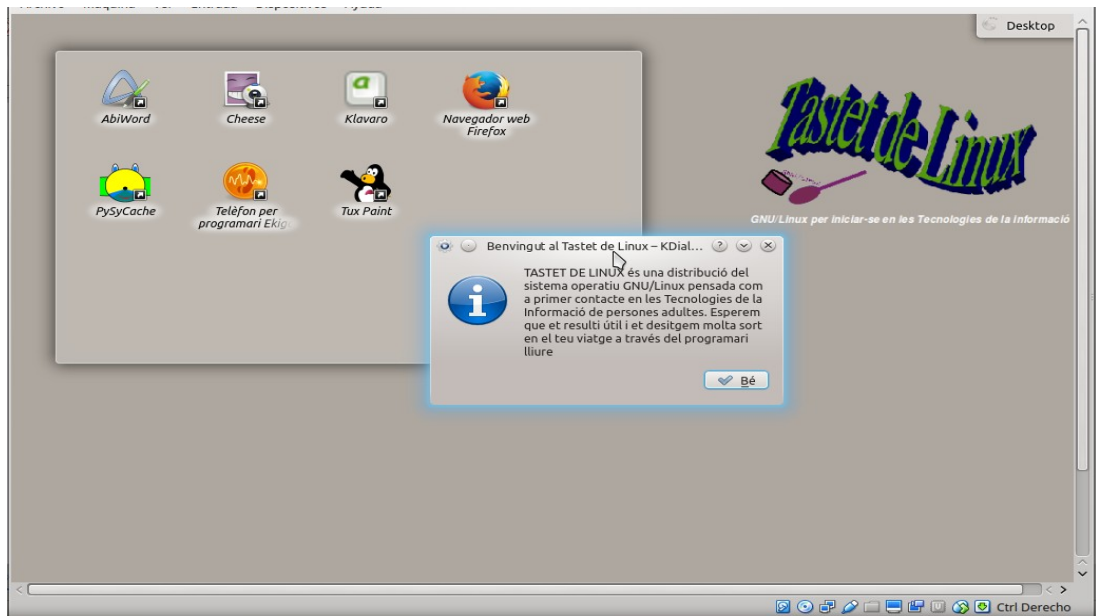 Desktop
AbiWord
Cheese
Klavaro
Navegador web
Firefox
PySyCache
Telèfon per
programari Ekig
Tux Paint
Tastet de Linux
GNU/Linux per iniciar-se en les Tecnologies de la Informació
Benvingut al Tastet de Linux – KDial...
TASTET DE LINUX és una distribució del
sistema operatiu GNU/Linux pensada com
a primer contacte en les Tecnologies de la
Informació de persones adultes. Esperem
que et resulti útil i et desitgem molta sort
en el teu viatge a través del programari
lliure
Bé
Ctrl Derecho